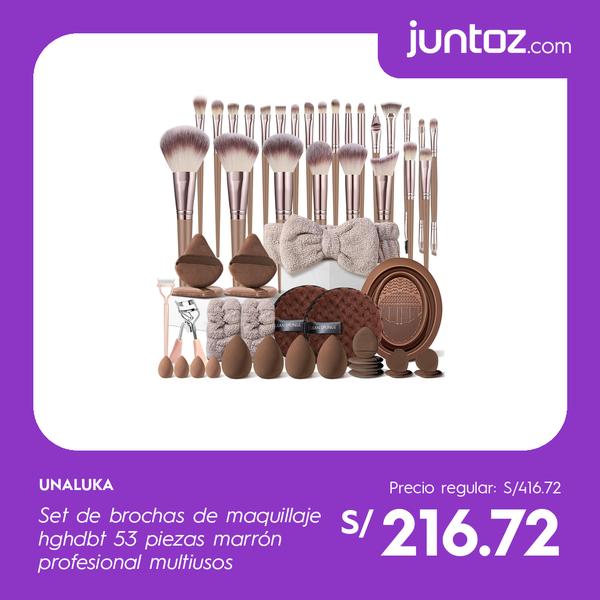 juntoz.com
UNALUKA
Set de brochas de maquillaje
hghdbt 53 piezas marrón
profesional multiusos
Precio regular: S/416.72
S/ 216.72